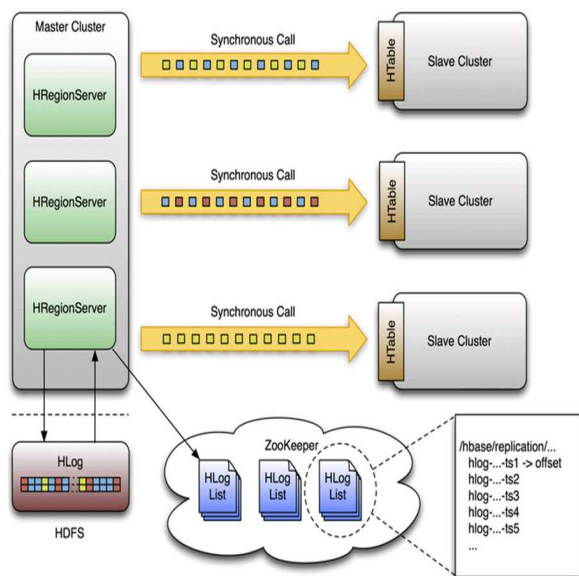 Master Cluster
HRegionServer
HRegionServer
HRegionServer
Synchronous Call
Synchronous Call
Synchronous Call
HTable
Slave Cluster
HTable
Slave Cluster
HTable
Slave Cluster
HLog
HDFS
ZooKeeper
HLog
List
HLog
List
HLog
List
/hbase/replication/...
hlog-...-ts1 -> offset
hlog-...-ts2
hlog-...-ts3
hlog-...-ts4
hlog-...-ts5
...